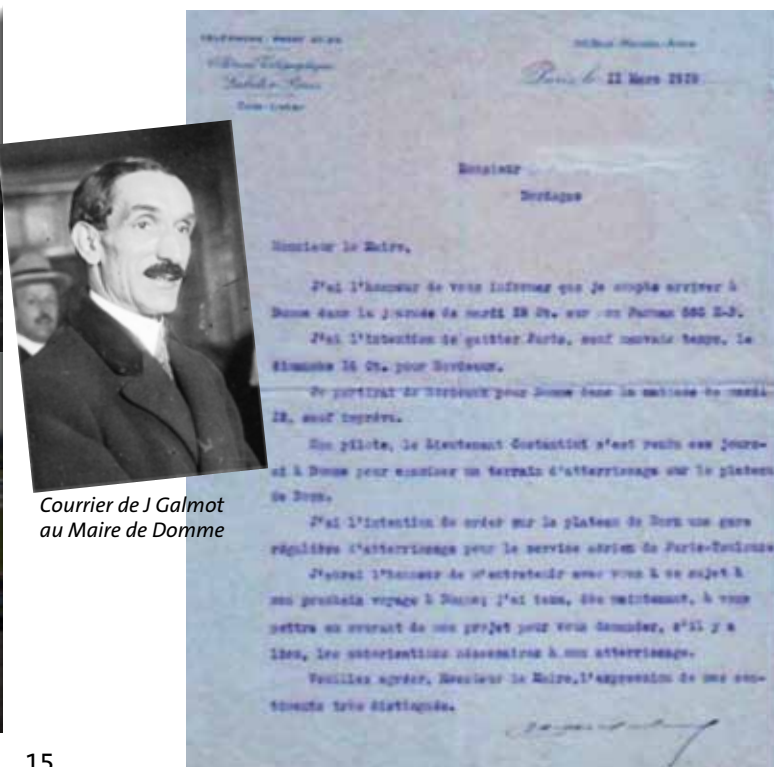 Paris le 11 Mars 1919
Monsieur
Dordogne
Monsieur le Maire,
J'ai l'honneur de vous informer que je compte arriver à
Domme dans la journée de mardi 18 Ct. sur un Farman
J'ai l'intention de quitter Paris, sauf mauvais temps, le
dimanche 16 Ct. pour Bordeaux.
Je partirai de Bordeaux pour Domme dans la matinée de mardi
18, sauf imprévu.
Mon pilote, le Lieutenant Costantini s'est rendu ces jours-
ci à Domme pour examiner un terrain d'atterrissage sur le plateau
de Born.
J'ai l'intention de créer sur le plateau de Born une gare
régulière d'atterrissage pour le service aérien de Paris-Toulouse
J'aurai l'honneur de m'entretenir avec vous à ce sujet à
mon prochain voyage à Domme; j'ai tenu, dès maintenant, à vous
mettre au courant de mon projet pour vous demander, s'il y a
lieu, les autorisations nécessaires à mon atterrissage.
Veuillez agréer, Monsieur le Maire, l'expression de mes sen-
timents très distingués.
Courrier de J Galmot
au Maire de Domme
15